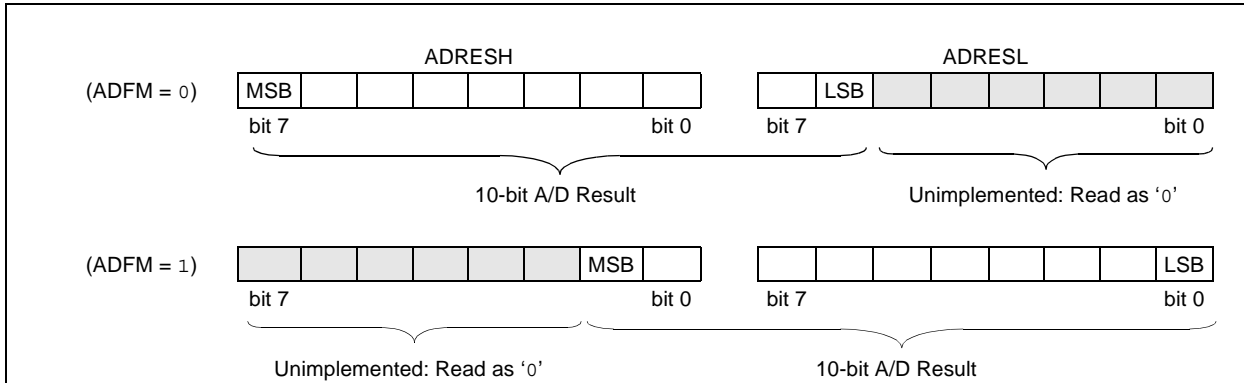 ADRESH ADRESL
(ADFM = 0) MSB LSB
bit 7 bit 0 bit 7 bit 0
10-bit A/D Result Unimplemented: Read as ‘0’
(ADFM = 1) MSB LSB
bit 7 bit 0 bit 7 bit 0
Unimplemented: Read as ‘0’ 10-bit A/D Result